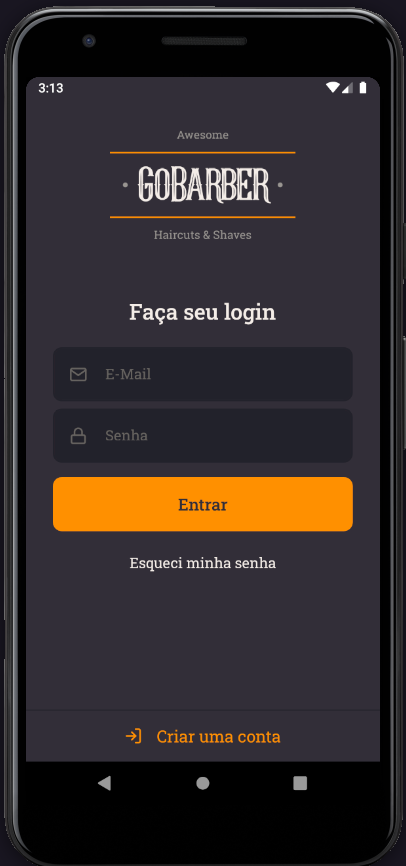 3:13
Awesome
GOBARBER
Haircuts & Shaves
Faça seu login
E-Mail
Senha
Entrar
Esqueci minha senha
Criar uma conta